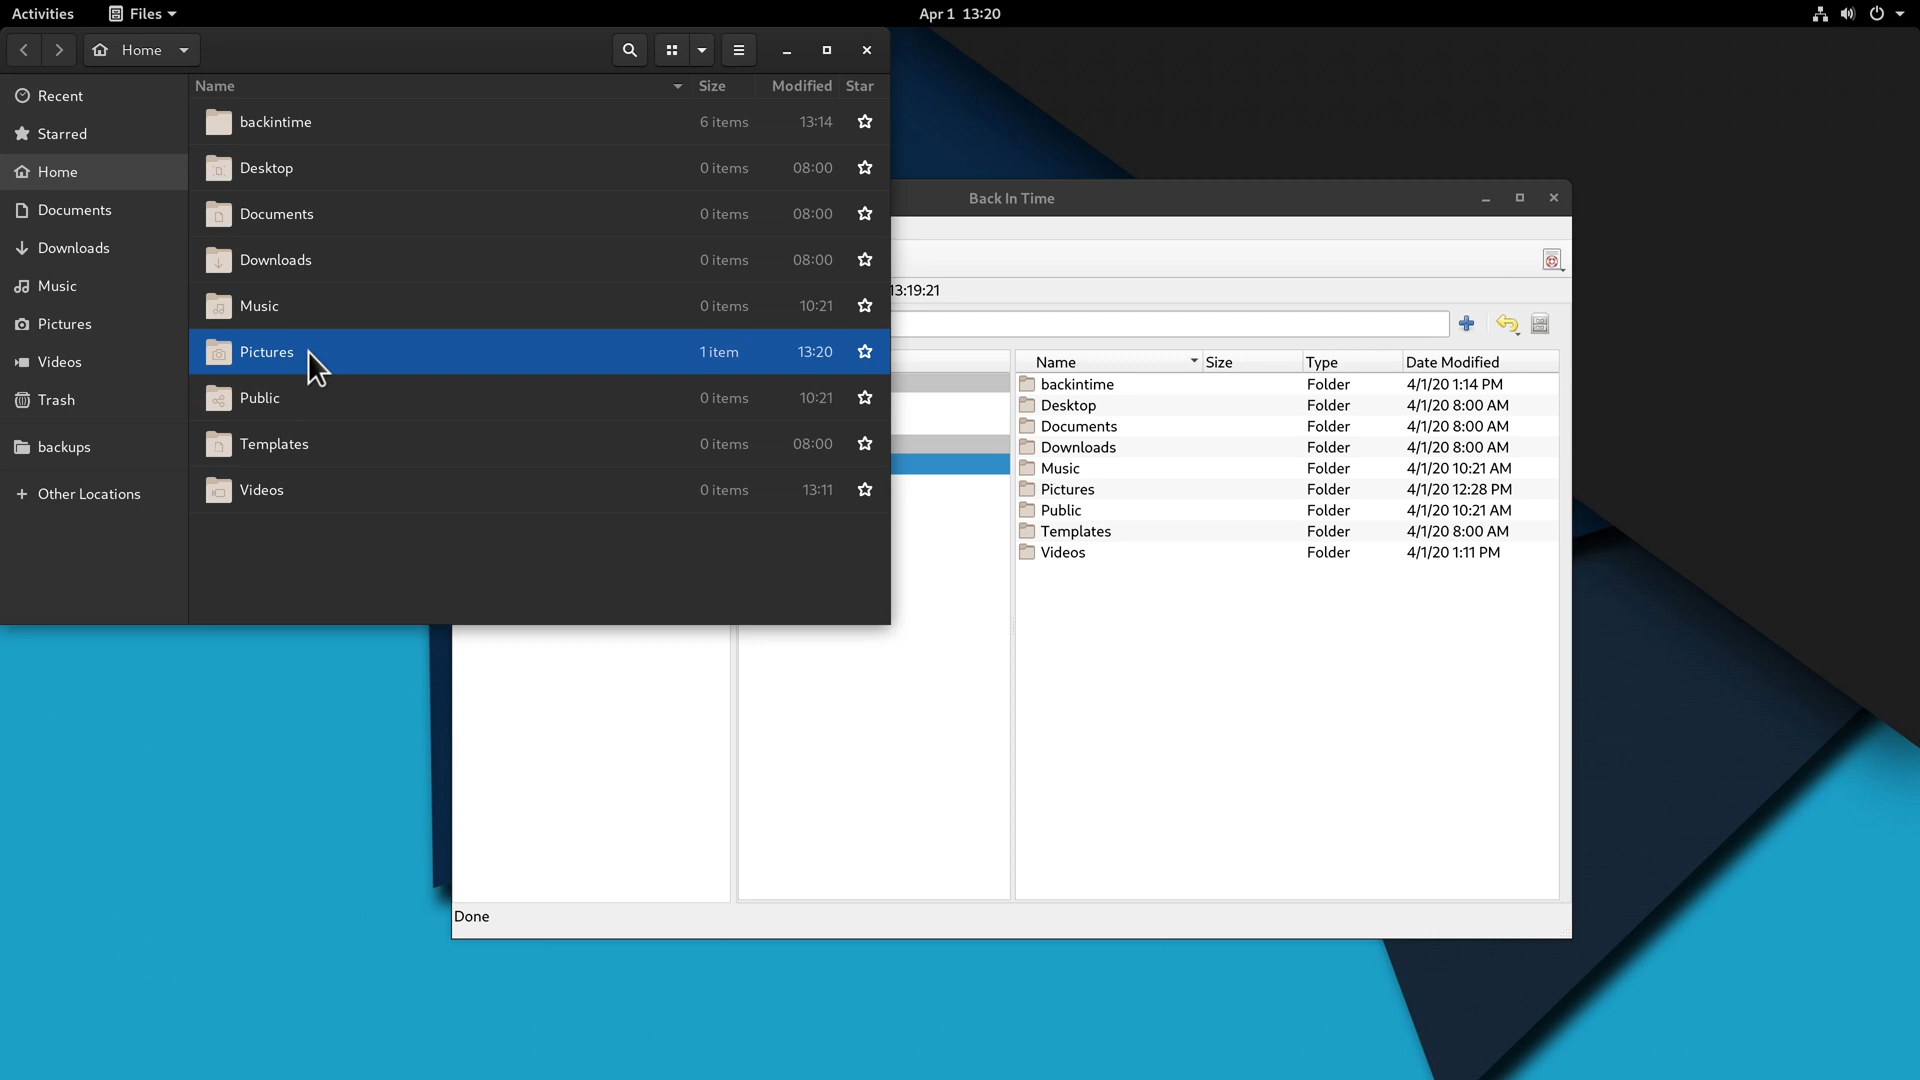 Activities Files Apr 1 13:20
Home
Name Size Modified Star
Recent
Starred
Home
Documents
Downloads
Music
Pictures
Videos
Trash
backups
Other Locations
backintime 6 items 13:14
Desktop 0 items 08:00
Documents 0 items 08:00
Downloads 0 items 08:00
Music 0 items 10:21
Pictures 1 item 13:20
Public 0 items 10:21
Templates 0 items 08:00
Videos 0 items 13:11
Back In Time
13:19:21
Name Size Type Date Modified
backintime Folder 4/1/20 1:14 PM
Desktop Folder 4/1/20 8:00 AM
Documents Folder 4/1/20 8:00 AM
Downloads Folder 4/1/20 8:00 AM
Music Folder 4/1/20 10:21 AM
Pictures Folder 4/1/20 12:28 PM
Public Folder 4/1/20 10:21 AM
Templates Folder 4/1/20 8:00 AM
Videos Folder 4/1/20 1:11 PM
Done